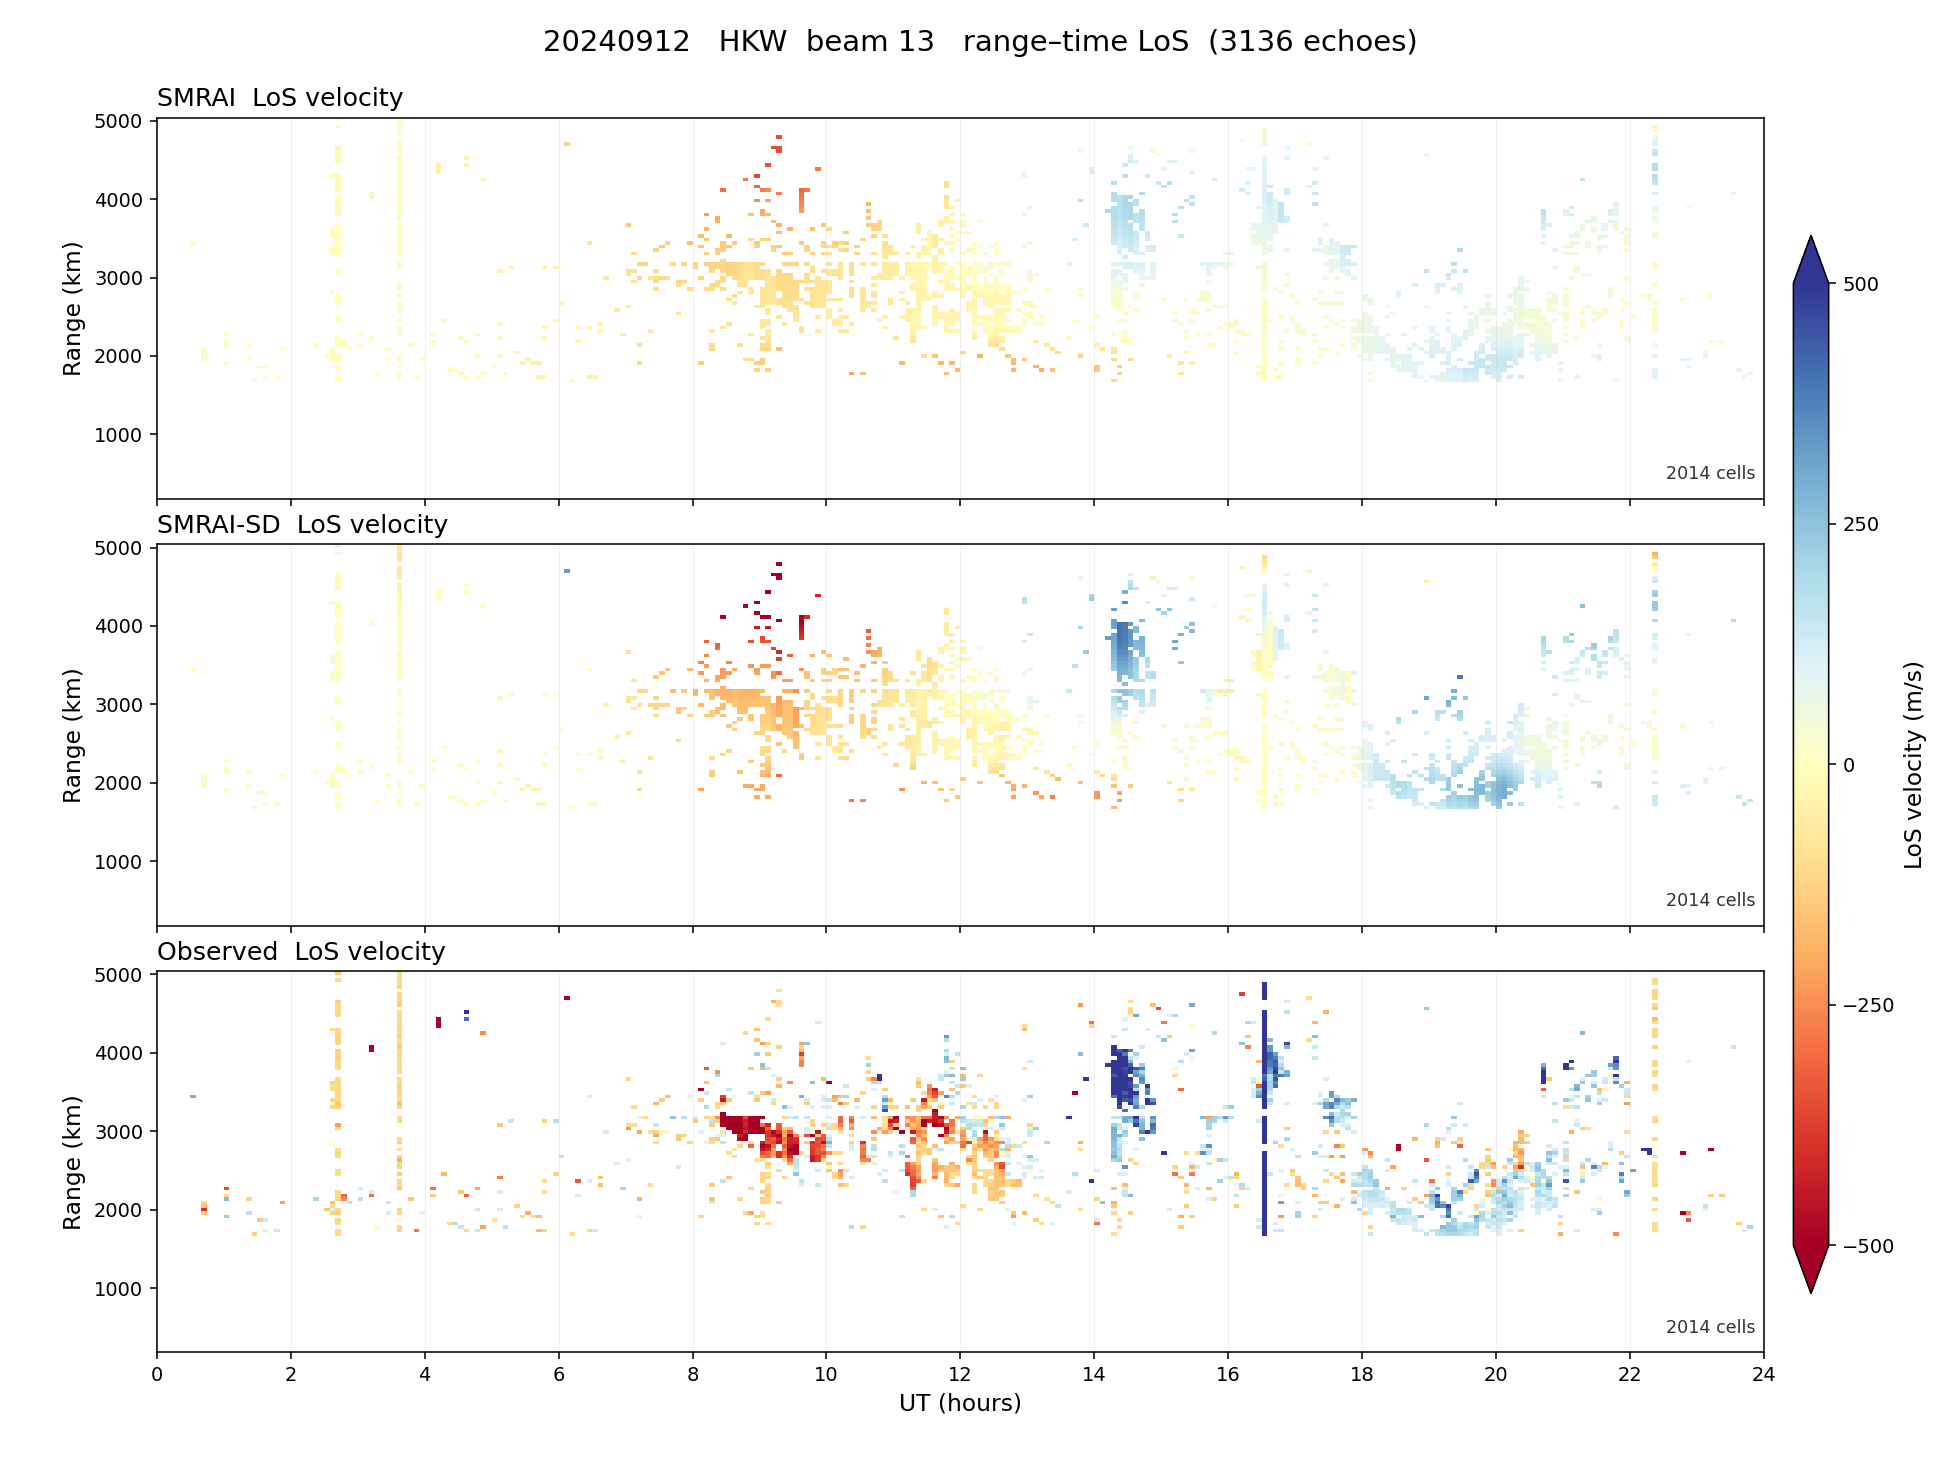 20240912   HKW  beam 13   range–time LoS  (3136 echoes)
SMRAI  LoS velocity
5000
4000
3000
2000
1000
Range (km)
2014 cells
SMRAI-SD  LoS velocity
5000
4000
3000
2000
1000
Range (km)
2014 cells
Observed  LoS velocity
5000
4000
3000
2000
1000
Range (km)
2014 cells
0 2 4 6 8 10 12 14 16 18 20 22 24
UT (hours)
500
250
0
−250
−500
LoS velocity (m/s)